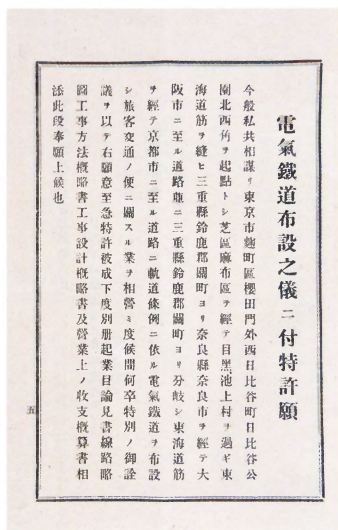 電氣鐵道布設之儀ニ付特許願
今般私共相謀リ東京市麴町區櫻田門外西日比谷町日比谷公
園北西角ヲ起點トシ芝區麻布區ヲ經テ目黑池上村ヲ過ギ東
海道筋ヲ縫ヒ三重縣鈴鹿郡關町ヨリ奈良縣奈良市ヲ經テ大
阪市ニ至ル道路幷ニ三重縣鈴鹿郡關町ヨリ分岐シ東海道筋
ヲ經テ京都市ニ至ル道路ニ軌道條例ニ依ル電氣鐵道ヲ布設
シ旅客交通ノ便ニ關スル業ヲ相營ミ度候間何卒特別ノ御詮
議ヲ以テ右願意至急特許被成下度別册起業目論見書線路略
圖工事方法槪略書工事設計槪略書及營業上ノ收支槪算書相
添此段奉願上候也
五